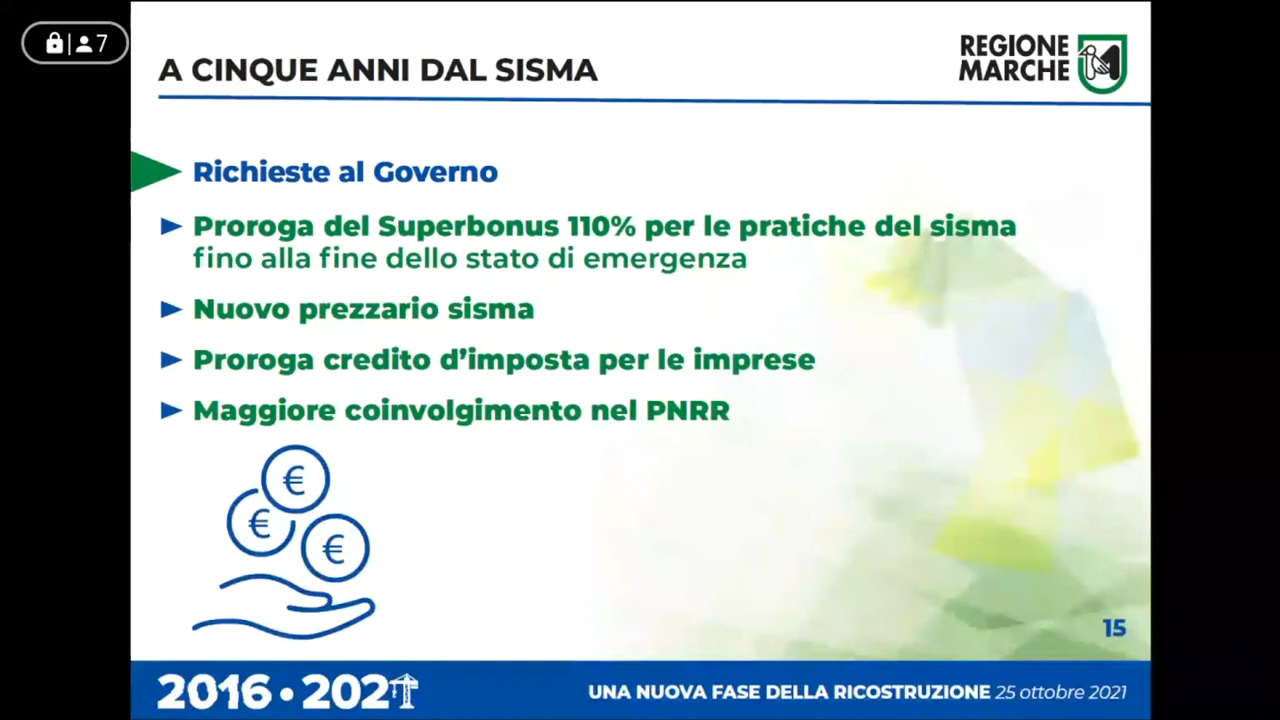 7
A CINQUE ANNI DAL SISMA
REGIONE
MARCHE
Richieste al Governo
Proroga del Superbonus 110% per le pratiche del sisma
fino alla fine dello stato di emergenza
Nuovo prezzario sisma
Proroga credito d’imposta per le imprese
Maggiore coinvolgimento nel PNRR
€
€
€
15
2016 • 2021
UNA NUOVA FASE DELLA RICOSTRUZIONE 25 ottobre 2021